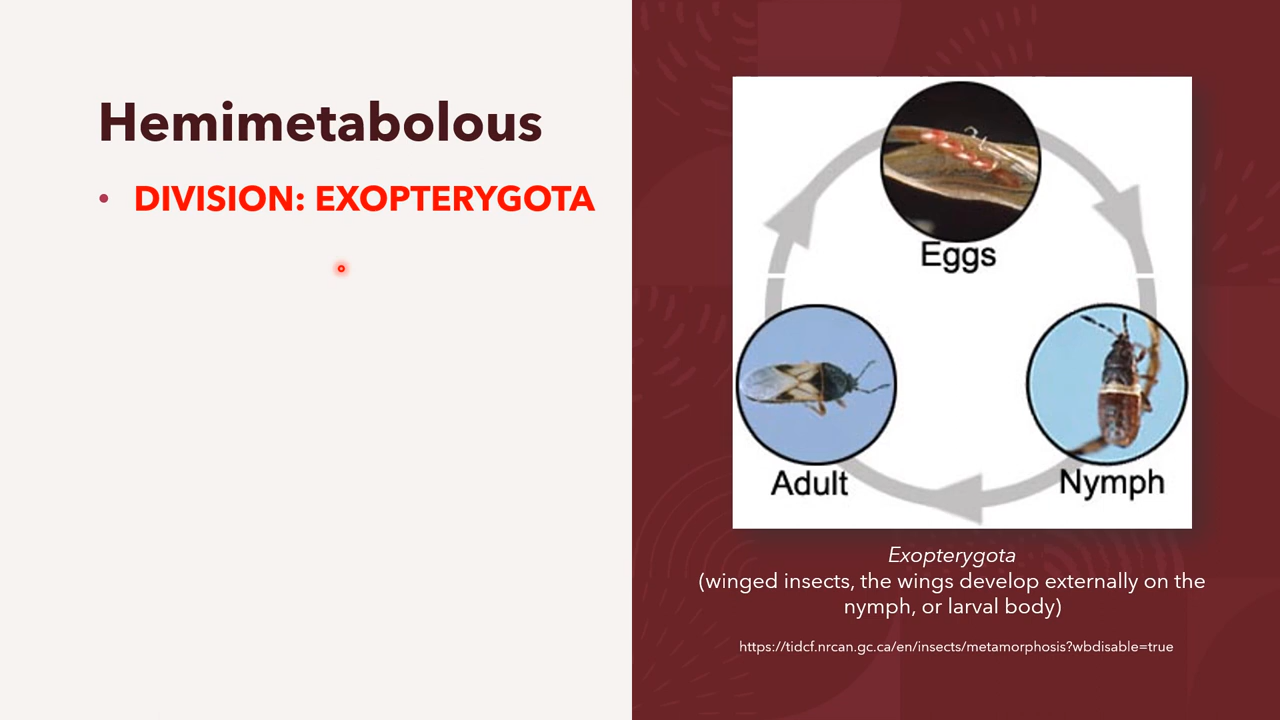 Hemimetabolous
• DIVISION: EXOPTERYGOTA
Eggs
Adult
Nymph
Exopterygota
(winged insects, the wings develop externally on the
nymph, or larval body)
https://tidcf.nrcan.gc.ca/en/insects/metamorphosis?wbdisable=true